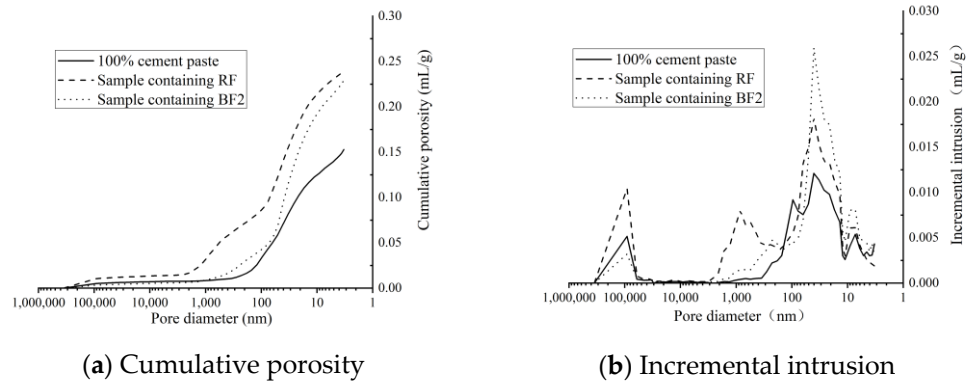 0.30
0.25
0.20
0.15
0.10
0.05
0.00
Cumulative porosity (mL/g)
100% cement paste
Sample containing RF
Sample containing BF2
1,000,000 100,000 10,000 1,000 100 10 1
Pore diameter (nm)
(a) Cumulative porosity
0.030
0.025
0.020
0.015
0.010
0.005
0.000
Incremental intrusion （mL/g）
100% cement paste
Sample containing RF
Sample containing BF2
1,000,000 100,000 10,000 1,000 100 10 1
Pore diameter（nm）
(b) Incremental intrusion